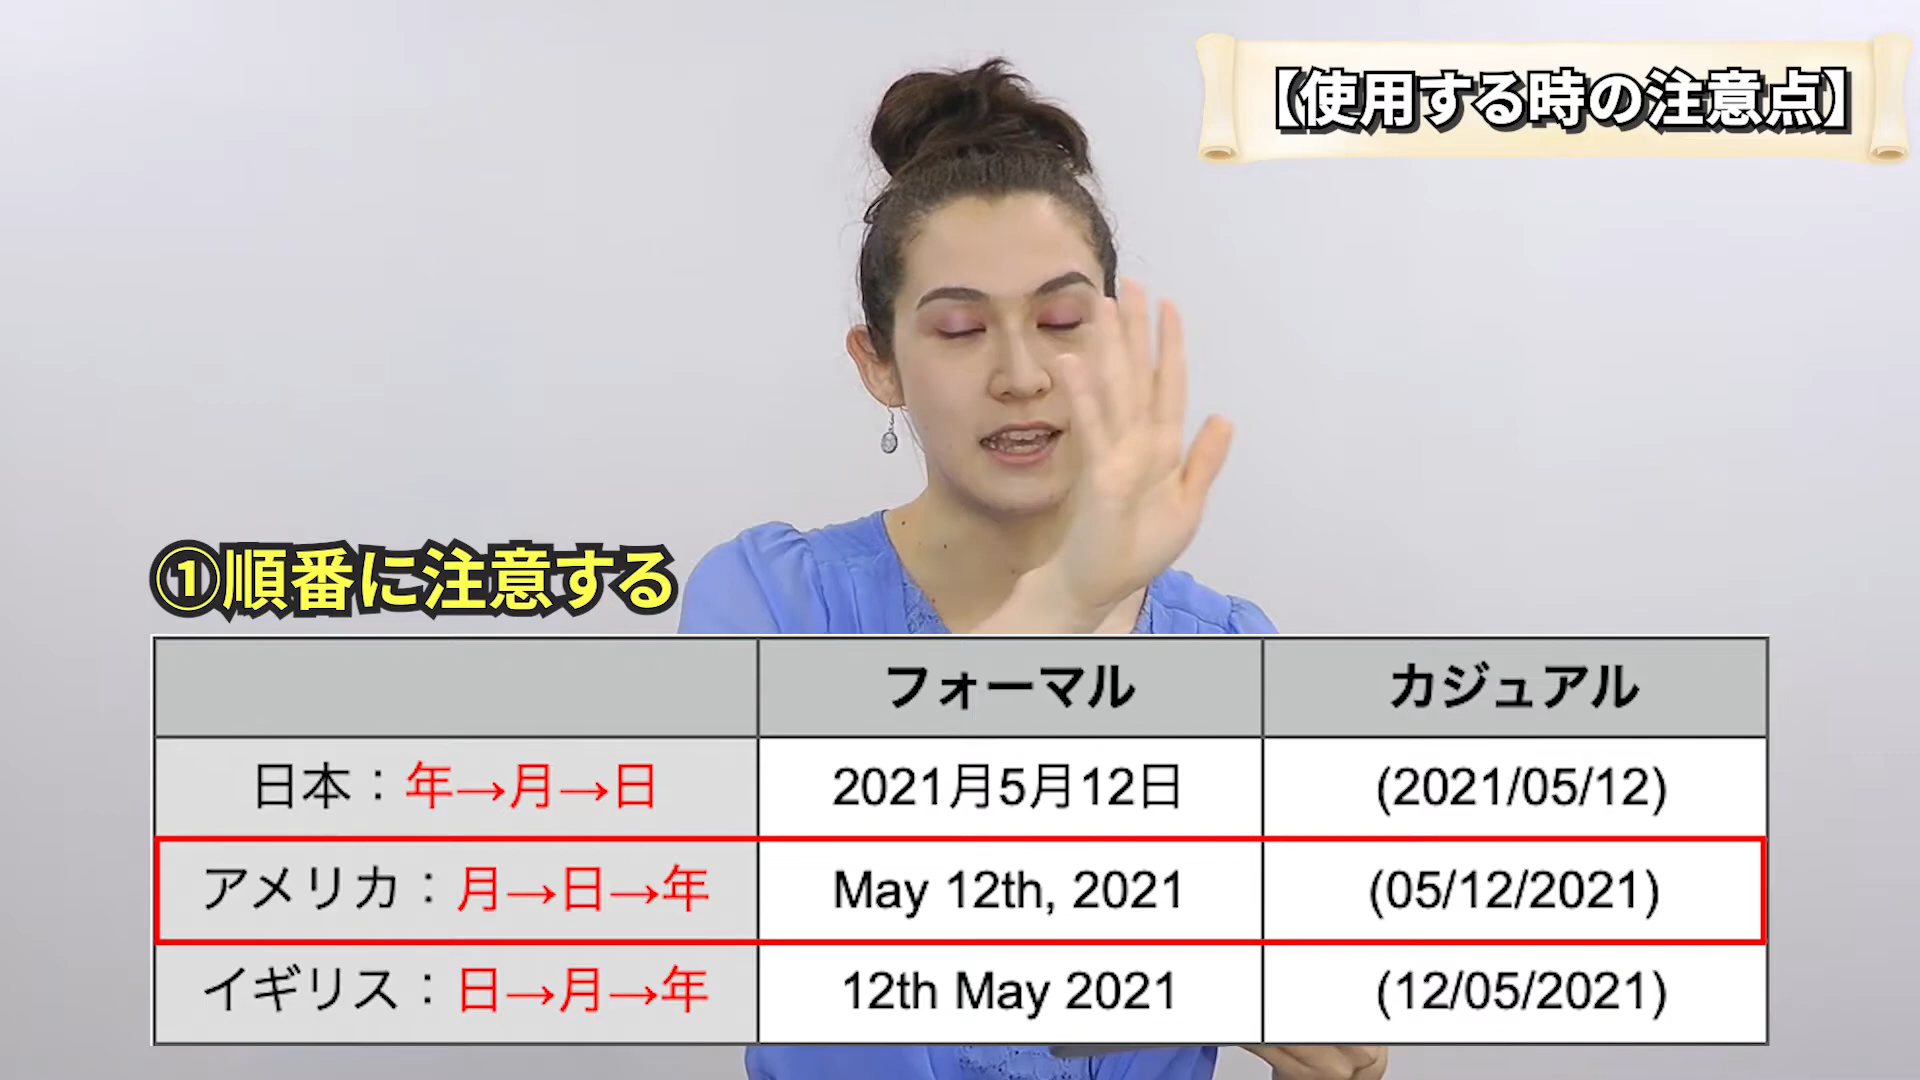 【使用する時の注意点】
①順番に注意する
フォーマル カジュアル
日本：年→月→日 2021月5月12日 (2021/05/12)
アメリカ：月→日→年 May 12th, 2021 (05/12/2021)
イギリス：日→月→年 12th May 2021 (12/05/2021)